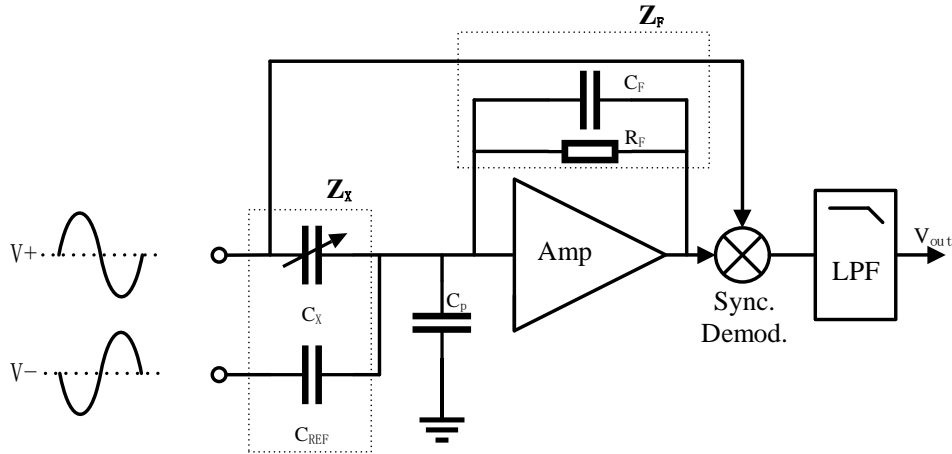 Z_F
C_F
R_F
Z_X
V+
Amp
LPF
V_out
C_X
C_p
Sync.
Demod.
V−
C_REF